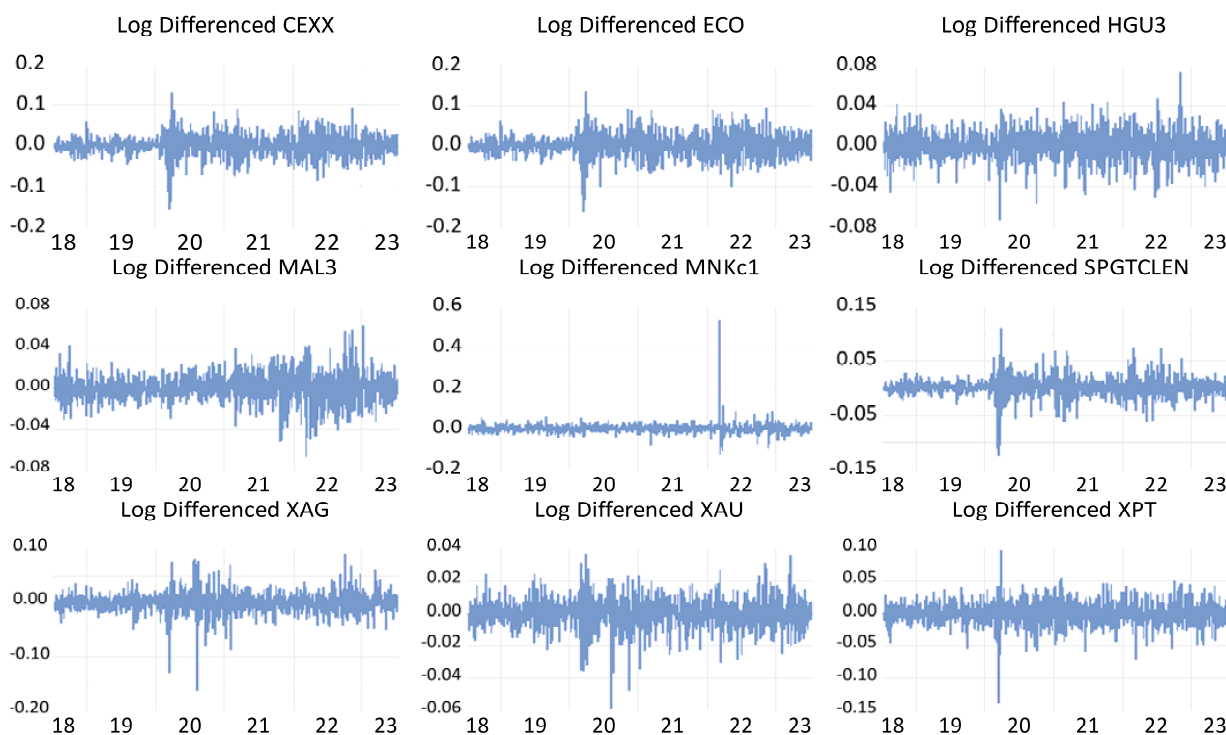 Log Differenced CEXX
Log Differenced ECO
Log Differenced HGU3
0.2
0.1
0.0
-0.1
-0.2
18 19 20 21 22 23
0.2
0.1
0.0
-0.1
-0.2
18 19 20 21 22 23
0.08
0.04
0.00
-0.04
-0.08
18 19 20 21 22 23
Log Differenced MAL3
Log Differenced MNKc1
Log Differenced SPGTCLEN
0.08
0.04
0.00
-0.04
-0.08
18 19 20 21 22 23
0.6
0.4
0.2
0.0
-0.2
18 19 20 21 22 23
0.15
0.05
-0.05
-0.15
18 19 20 21 22 23
Log Differenced XAG
Log Differenced XAU
Log Differenced XPT
0.10
0.00
-0.10
-0.20
18 19 20 21 22 23
0.04
0.02
0.00
-0.02
-0.04
-0.06
18 19 20 21 22 23
0.10
0.05
0.00
-0.05
-0.10
-0.15
18 19 20 21 22 23